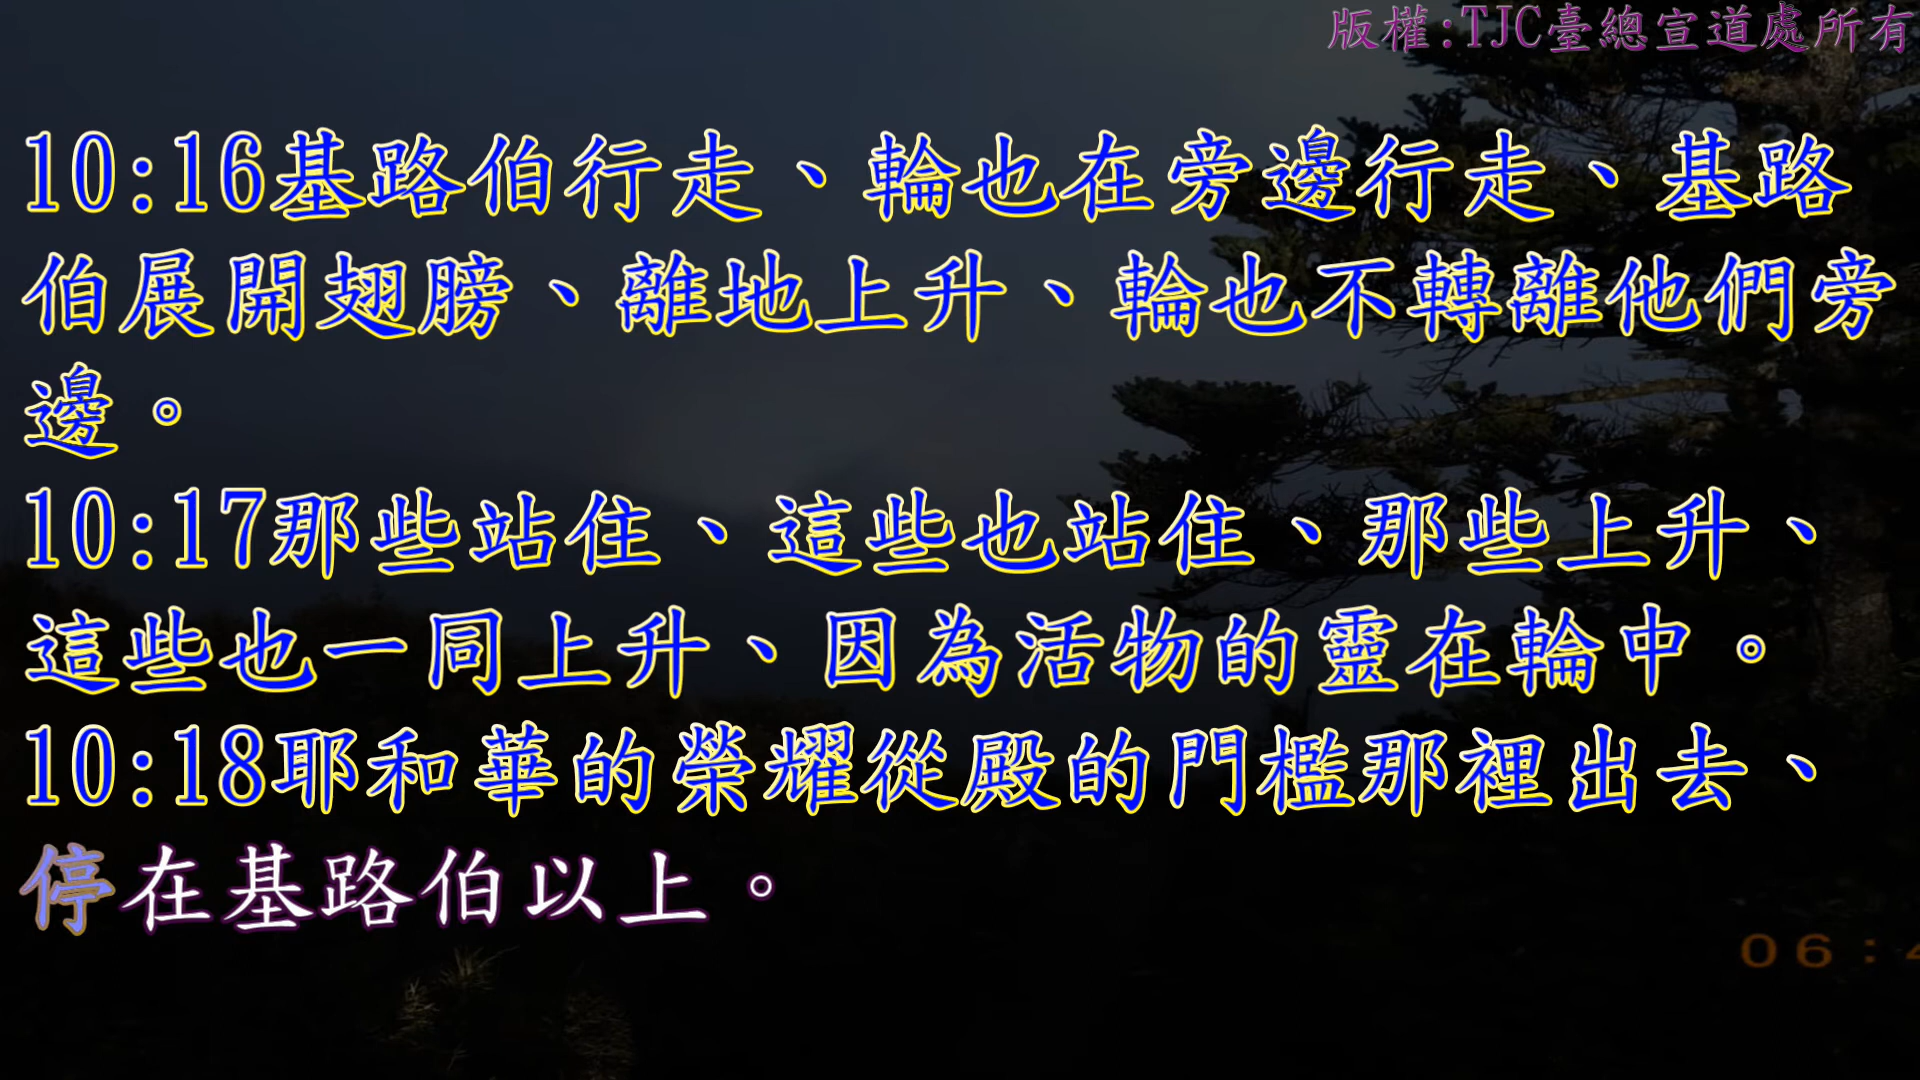 版權:TJC臺總宣道處所有
10:16基路伯行走、輪也在旁邊行走、基路
伯展開翅膀、離地上升、輪也不轉離他們旁
邊。
10:17那些站住、這些也站住、那些上升、
這些也一同上升、因為活物的靈在輪中。
10:18耶和華的榮耀從殿的門檻那裡出去、
停在基路伯以上。
06:4